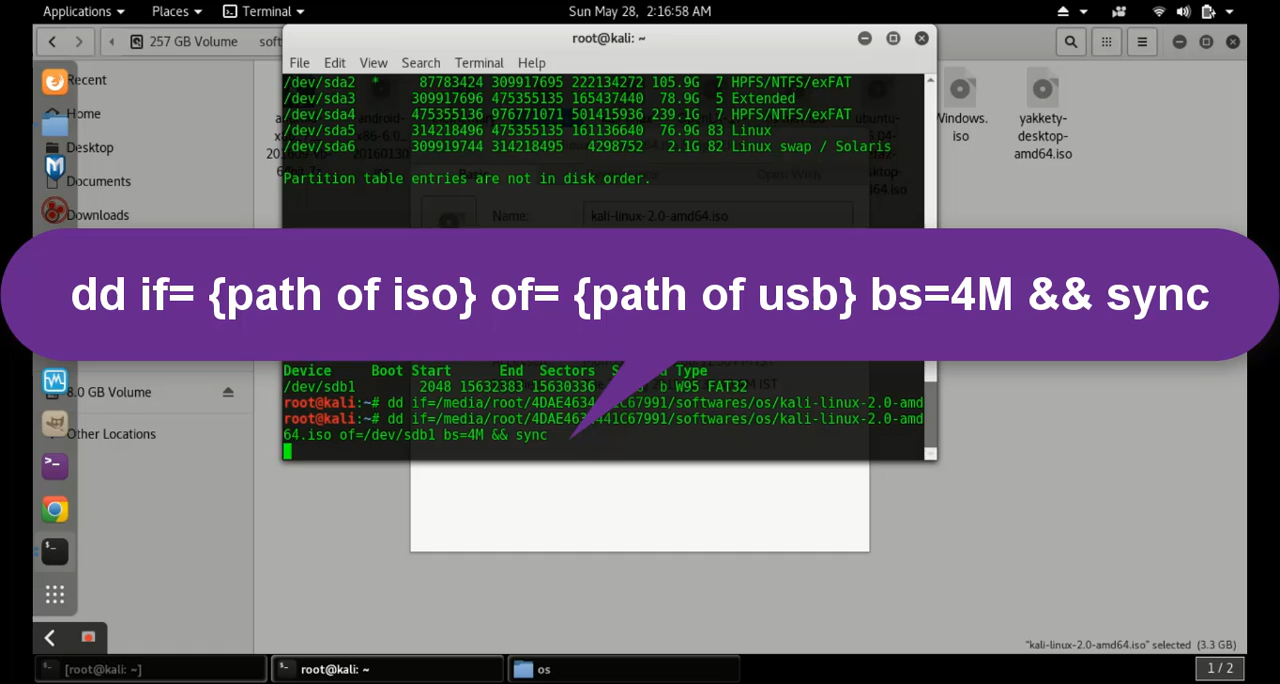 Applications ▾ Places ▾ Terminal ▾ Sun May 28, 2:16:58 AM
257 GB Volume soft
root@kali: ~
File Edit View Search Terminal Help
/dev/sda2 * 87783424 309917695 222134272 105.9G 7 HPFS/NTFS/exFAT
/dev/sda3 309917696 475355135 165437440 78.9G 5 Extended
/dev/sda4 475355136 976771071 501415936 239.1G 7 HPFS/NTFS/exFAT
/dev/sda5 314218496 475355135 161136640 76.9G 83 Linux
/dev/sda6 309919744 314218495 4298752 2.1G 82 Linux swap / Solaris
Partition table entries are not in disk order.
Open With
Name: kali-linux-2.0-amd64.iso
Recent
Home
Desktop
Documents
Downloads
Windows.
iso
yakkety-
desktop-
amd64.iso
dd if= {path of iso} of= {path of usb} bs=4M && sync
Device Boot Start End Sectors Type
/dev/sdb1 2048 15632383 15630336 b W95 FAT32
root@kali:~# dd if=/media/root/4DAE4634 1C67991/softwares/os/kali-linux-2.0-amd
root@kali:~# dd if=/media/root/4DAE463 441C67991/softwares/os/kali-linux-2.0-amd
64.iso of=/dev/sdb1 bs=4M && sync
8.0 GB Volume
Other Locations
"kali-linux-2.0-amd64.iso" selected (3.3 GB)
[root@kali: ~] root@kali: ~ os 1 / 2